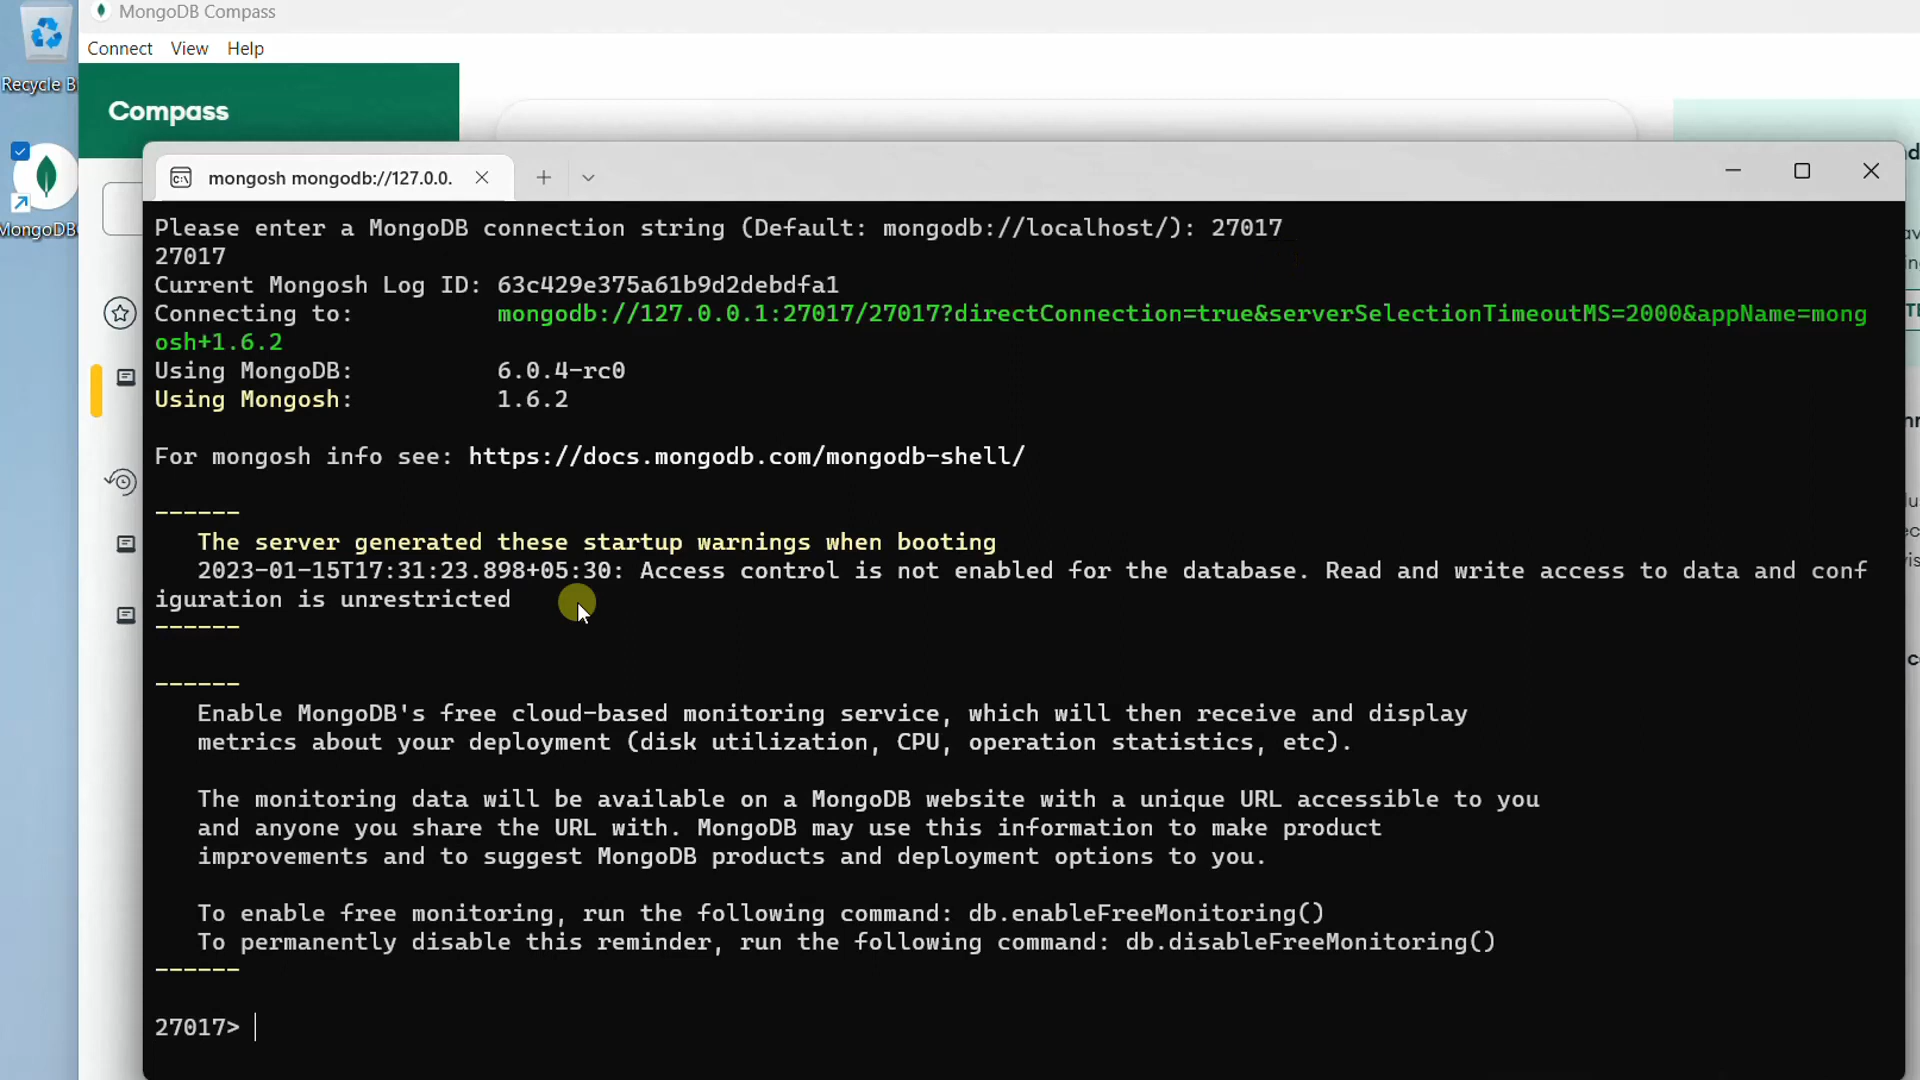 MongoDB Compass
Connect View Help
Recycle B
Compass
MongoDB
mongosh mongodb://127.0.0.
Please enter a MongoDB connection string (Default: mongodb://localhost/): 27017
27017
Current Mongosh Log ID: 63c429e375a61b9d2debdfa1
Connecting to: mongodb://127.0.0.1:27017/27017?directConnection=true&serverSelectionTimeoutMS=2000&appName=mong
osh+1.6.2
Using MongoDB: 6.0.4-rc0
Using Mongosh: 1.6.2
For mongosh info see: https://docs.mongodb.com/mongodb-shell/
------
The server generated these startup warnings when booting
2023-01-15T17:31:23.898+05:30: Access control is not enabled for the database. Read and write access to data and conf
iguration is unrestricted
------
------
Enable MongoDB's free cloud-based monitoring service, which will then receive and display
metrics about your deployment (disk utilization, CPU, operation statistics, etc).
The monitoring data will be available on a MongoDB website with a unique URL accessible to you
and anyone you share the URL with. MongoDB may use this information to make product
improvements and to suggest MongoDB products and deployment options to you.
To enable free monitoring, run the following command: db.enableFreeMonitoring()
To permanently disable this reminder, run the following command: db.disableFreeMonitoring()
------
27017>